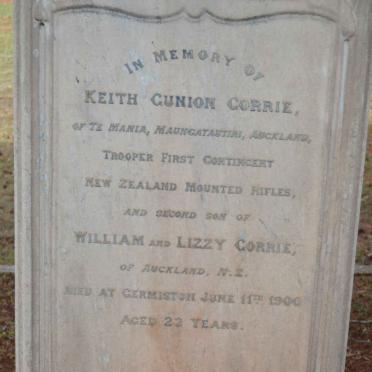 IN MEMORY OF
KEITH GUNION CORRIE,
OF TE MANIA, MAUNGATAUTIRI, AUCKLAND,
TROOPER FIRST CONTINGENT
NEW ZEALAND MOUNTED RIFLES,
AND SECOND SON OF
WILLIAM AND LIZZY CORRIE,
OF AUCKLAND, N.Z.
DIED AT GERMISTON JUNE 11TH 1900
AGED 23 YEARS.